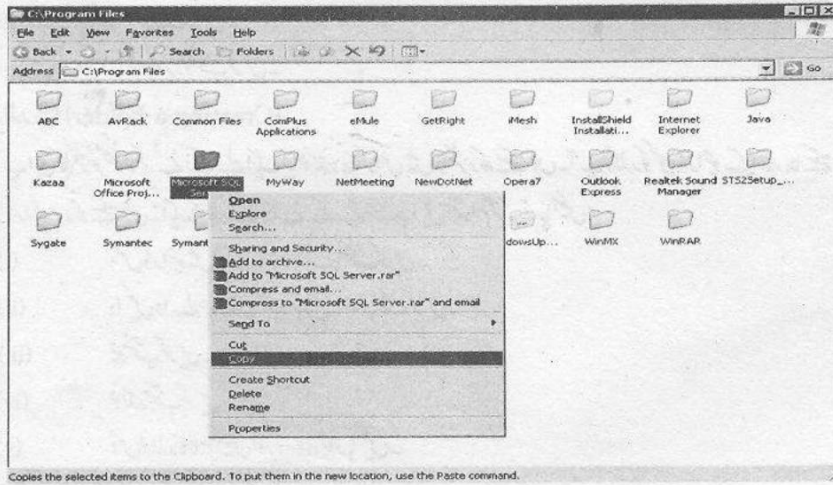 C:\Program Files
File Edit View Favorites Tools Help
Back Search Folders
Address C:\Program Files Go
ABC AvRack Common Files ComPlus Applications eMule GetRight iMesh InstallShield Installati... Internet Explorer Java
Kazaa Microsoft Office Proj... Microsoft SQL Ser... MyWay NetMeeting NewDotNet Opera7 Outlook Express Realtek Sound Manager STS2Setup_...
Sygate Symantec Symant dowsUp... WinMX WinRAR
Open
Explore
Search...
Sharing and Security...
Add to archive...
Add to "Microsoft SQL Server.rar"
Compress and email...
Compress to "Microsoft SQL Server.rar" and email
Send To
Cut
Copy
Create Shortcut
Delete
Rename
Properties
Copies the selected items to the Clipboard. To put them in the new location, use the Paste command.